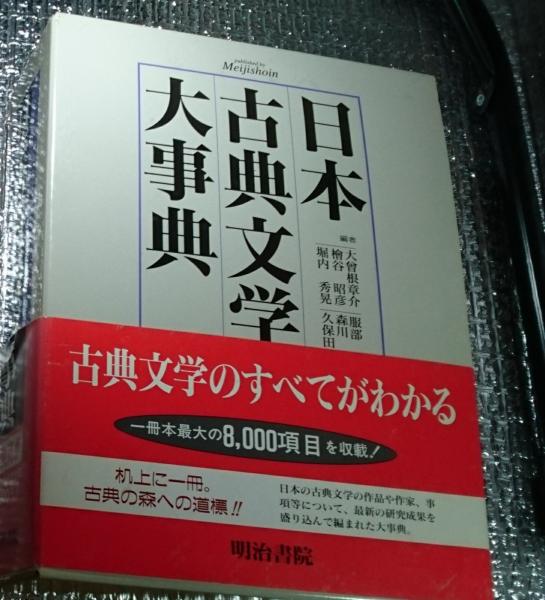 published by
Meijishoin
日本
古典文学
大事典
編者
大曾根章介
檜谷 昭彦
堀内 秀晃
服部
森川
久保田
古典文学のすべてがわかる
一冊本最大の8,000項目を収載!
机上に一冊。
古典の森への道標!!
日本の古典文学の作品や作家、事
項等について、最新の研究成果を
盛り込んで編まれた大事典。
明治書院